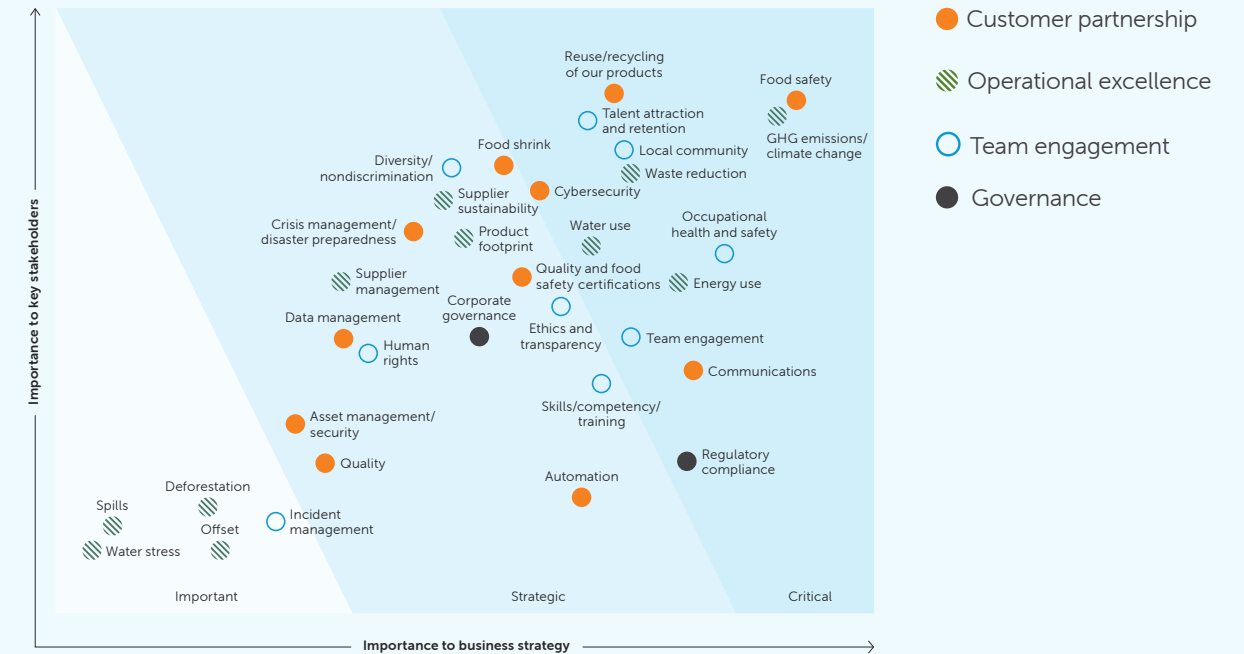 Customer partnership
Operational excellence
Team engagement
Governance
Importance to key stakeholders
Reuse/recycling
of our products
Food safety
Talent attraction
and retention
GHG emissions/
climate change
Food shrink
Local community
Diversity/
nondiscrimination
Waste reduction
Cybersecurity
Supplier
sustainability
Crisis management/
disaster preparedness
Product
footprint
Water use
Occupational
health and safety
Supplier
management
Quality and food
safety certifications
Energy use
Corporate
governance
Data management
Human
rights
Ethics and
transparency
Team engagement
Communications
Skills/competency/
training
Asset management/
security
Quality
Regulatory
compliance
Automation
Deforestation
Spills
Offset
Incident
management
Water stress
Important
Strategic
Critical
Importance to business strategy